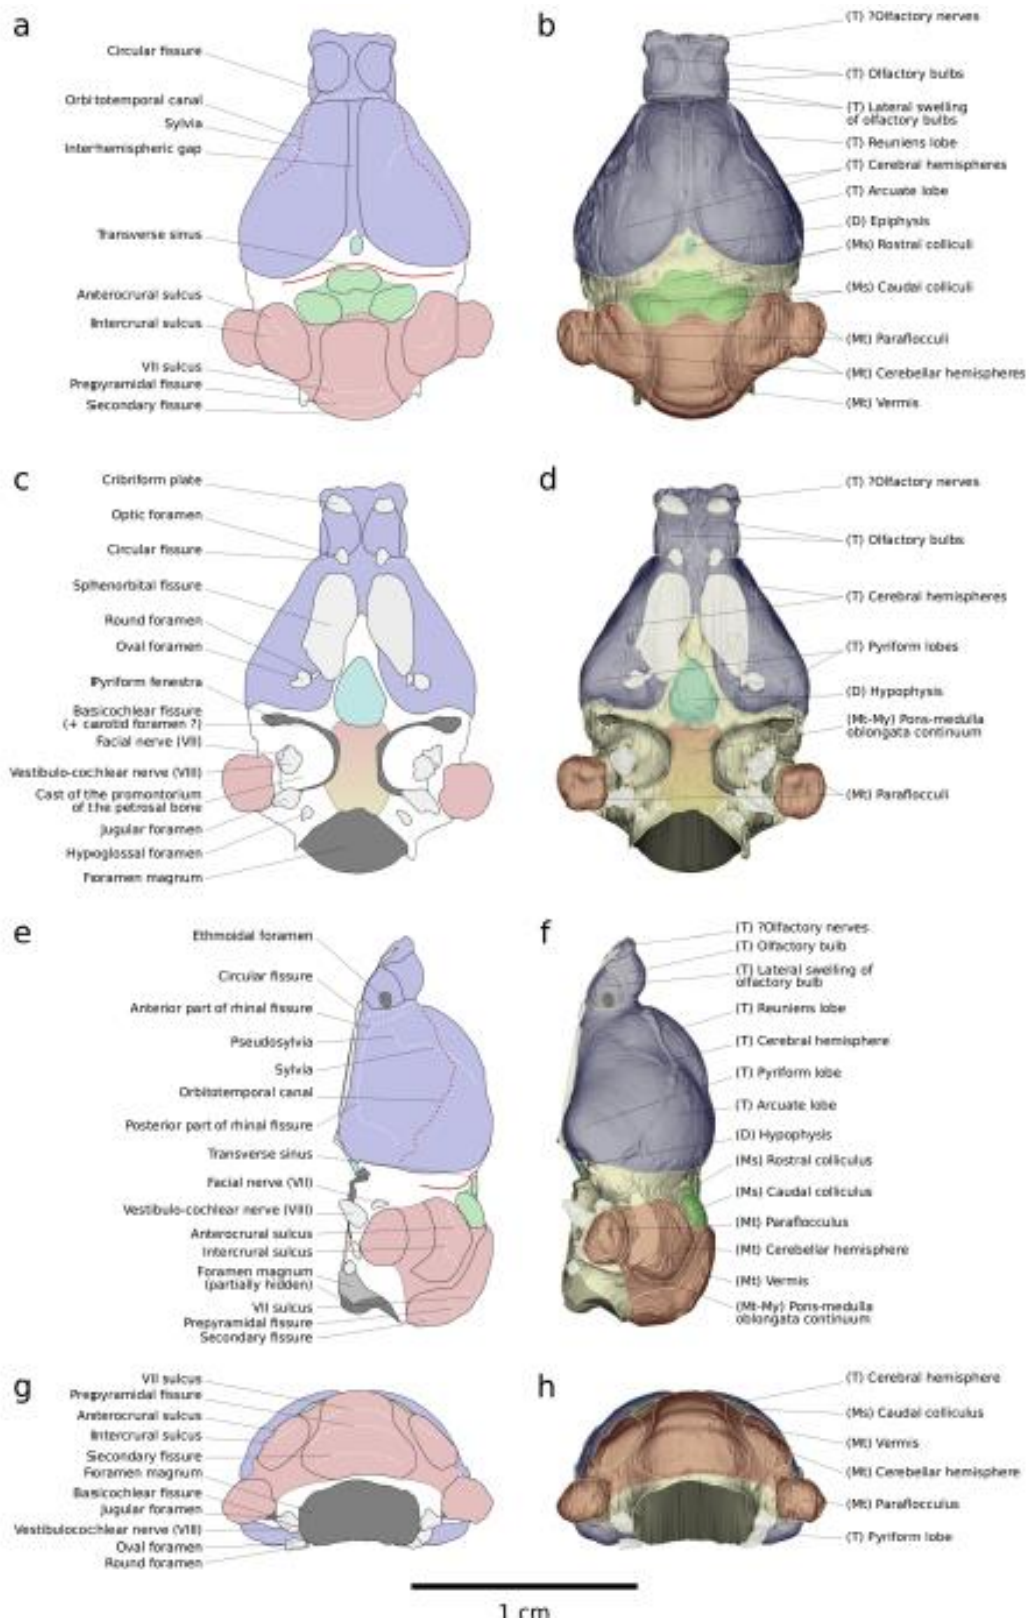 a
Circular fissure
Orbitotemporal canal
Sylvia
Interhemispheric gap
Transverse sinus
Anterocrural sulcus
Intercrural sulcus
VII sulcus
Prepyramidal fissure
Secondary fissure
b
(T) ?Olfactory nerves
(T) Olfactory bulbs
(T) Lateral swelling
of olfactory bulbs
(T) Reuniens lobe
(T) Cerebral hemispheres
(T) Arcuate lobe
(D) Epiphysis
(Ms) Rostral colliculi
(Ms) Caudal colliculi
(Mt) Paraflocculi
(Mt) Cerebellar hemispheres
(Mt) Vermis
c
Cribriform plate
Optic foramen
Circular fissure
Sphenorbital fissure
Round foramen
Oval foramen
Pyriform fenestra
Basicochlear fissure
(+ carotid foramen ?)
Facial nerve (VII)
Vestibulo-cochlear nerve (VIII)
Cast of the promontorium
of the petrosal bone
Jugular foramen
Hypoglossal foramen
Foramen magnum
d
(T) ?Olfactory nerves
(T) Olfactory bulbs
(T) Cerebral hemispheres
(T) Pyriform lobes
(D) Hypophysis
(Mt-My) Pons-medulla
oblongata continuum
(Mt) Paraflocculi
e
Ethmoidal foramen
Circular fissure
Anterior part of rhinal fissure
Pseudosylvia
Sylvia
Orbitotemporal canal
Posterior part of rhinal fissure
Transverse sinus
Facial nerve (VII)
Vestibulo-cochlear nerve (VIII)
Anterocrural sulcus
Intercrural sulcus
Foramen magnum
(partially hidden)
VII sulcus
Prepyramidal fissure
Secondary fissure
f
(T) ?Olfactory nerves
(T) Olfactory bulb
(T) Lateral swelling of
olfactory bulb
(T) Reuniens lobe
(T) Cerebral hemisphere
(T) Pyriform lobe
(T) Arcuate lobe
(D) Hypophysis
(Ms) Rostral colliculus
(Ms) Caudal colliculus
(Mt) Paraflocculus
(Mt) Cerebellar hemisphere
(Mt) Vermis
(Mt-My) Pons-medulla
oblongata continuum
g
VII sulcus
Prepyramidal fissure
Anterocrural sulcus
Intercrural sulcus
Secondary fissure
Foramen magnum
Basicochlear fissure
Jugular foramen
Vestibulocochlear nerve (VIII)
Oval foramen
Round foramen
h
(T) Cerebral hemisphere
(Ms) Caudal colliculus
(Mt) Vermis
(Mt) Cerebellar hemisphere
(Mt) Paraflocculus
(T) Pyriform lobe
1 cm